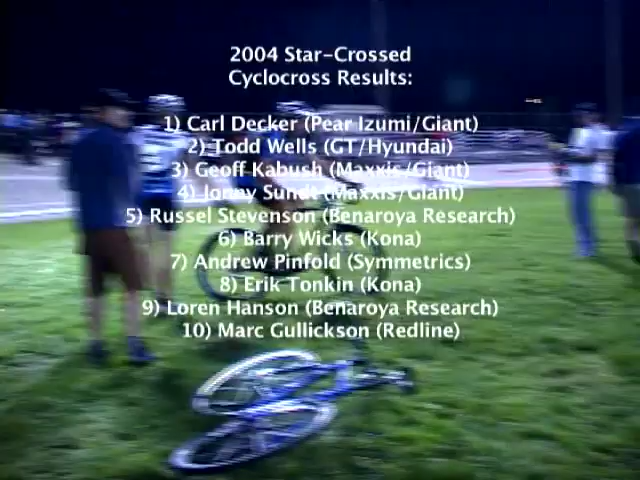 2004 Star-Crossed
Cyclocross Results:
1) Carl Decker (Pear Izumi/Giant)
2) Todd Wells (GT/Hyundai)
3) Geoff Kabush (Maxxis/Giant)
4) Jonny Sundt (Maxxis/Giant)
5) Russel Stevenson (Benaroya Research)
6) Barry Wicks (Kona)
7) Andrew Pinfold (Symmetrics)
8) Erik Tonkin (Kona)
9) Loren Hanson (Benaroya Research)
10) Marc Gullickson (Redline)